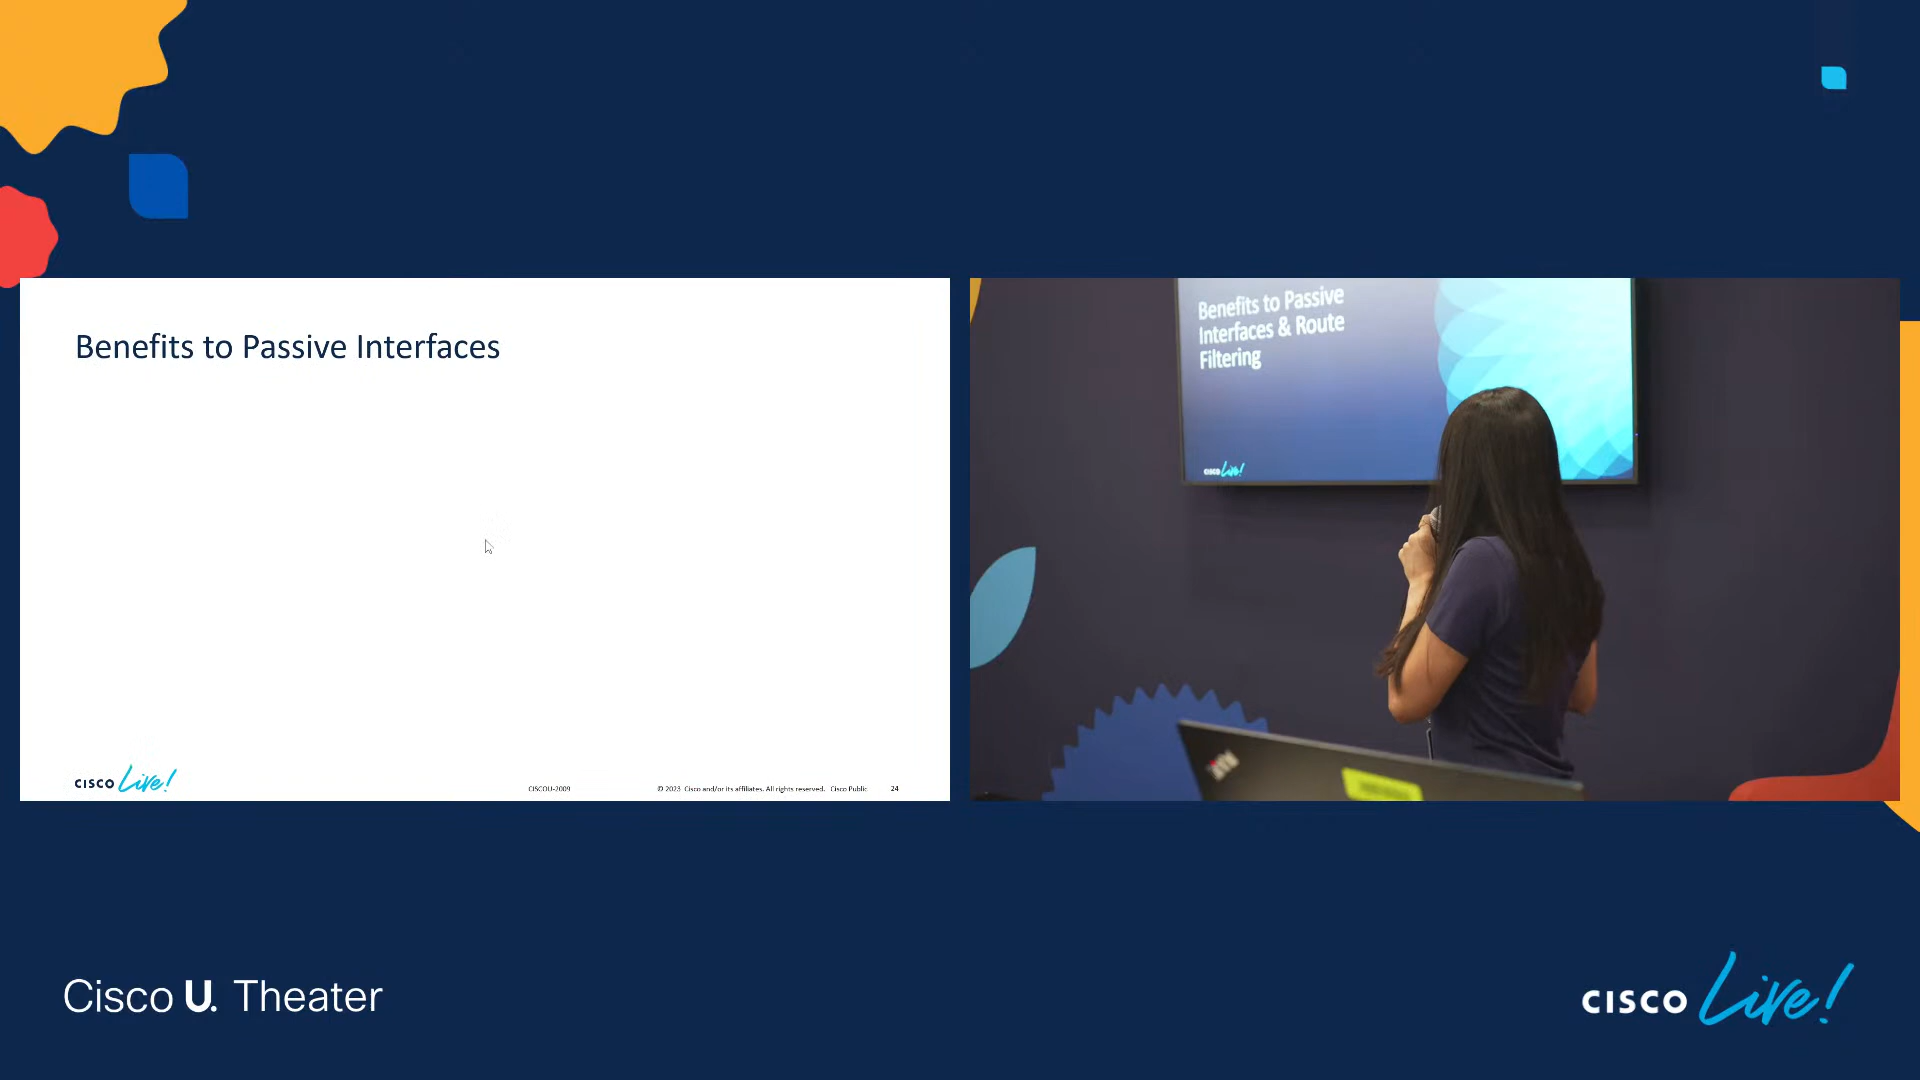 Benefits to Passive Interfaces
CISCO Live!
CISCOU-2009
© 2023 Cisco and/or its affiliates. All rights reserved. Cisco Public
24
Benefits to Passive
Interfaces & Route
Filtering
CISCO Live!
Cisco U. Theater
CISCO Live!